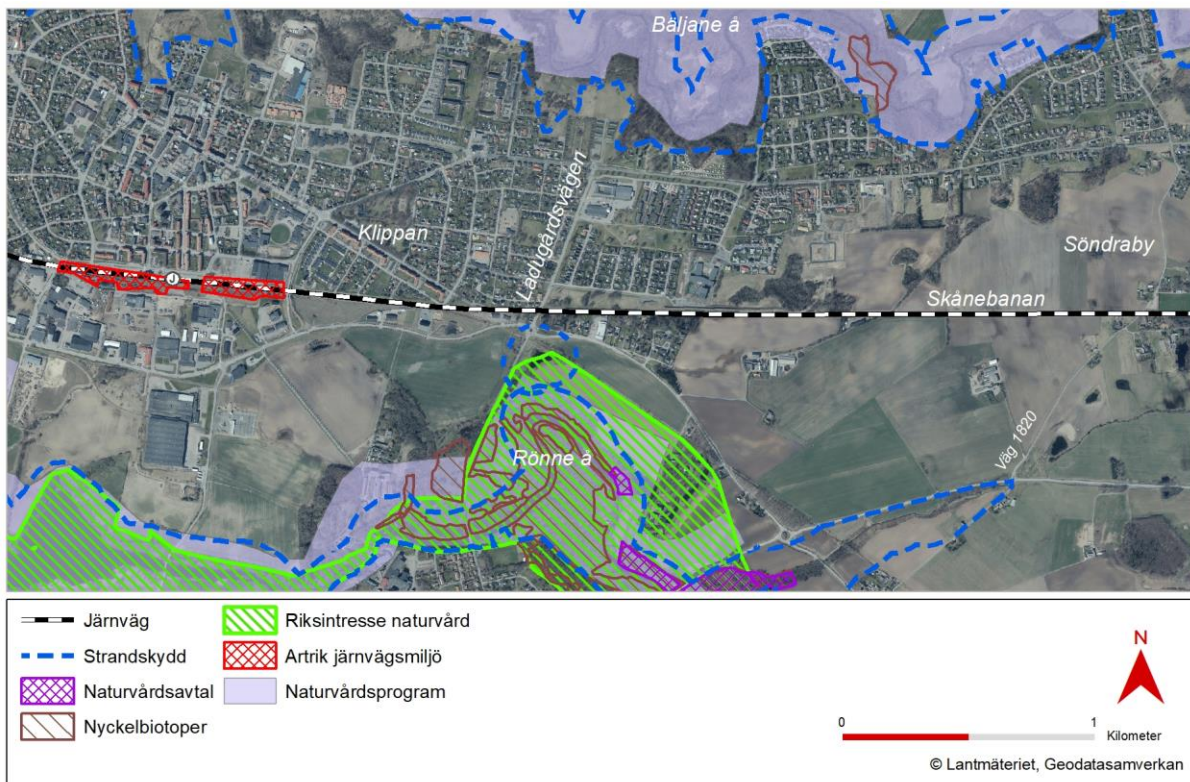 Bäljane å
Klippan
Ladugårdsvägen
Söndraby
J
Skånebanan
Väg 1820
Rönne å
Järnväg
Strandskydd
Naturvårdsavtal
Nyckelbiotoper
Riksintresse naturvård
Artrik järnvägsmiljö
Naturvårdsprogram
N
0 1
Kilometer
© Lantmäteriet, Geodatasamverkan